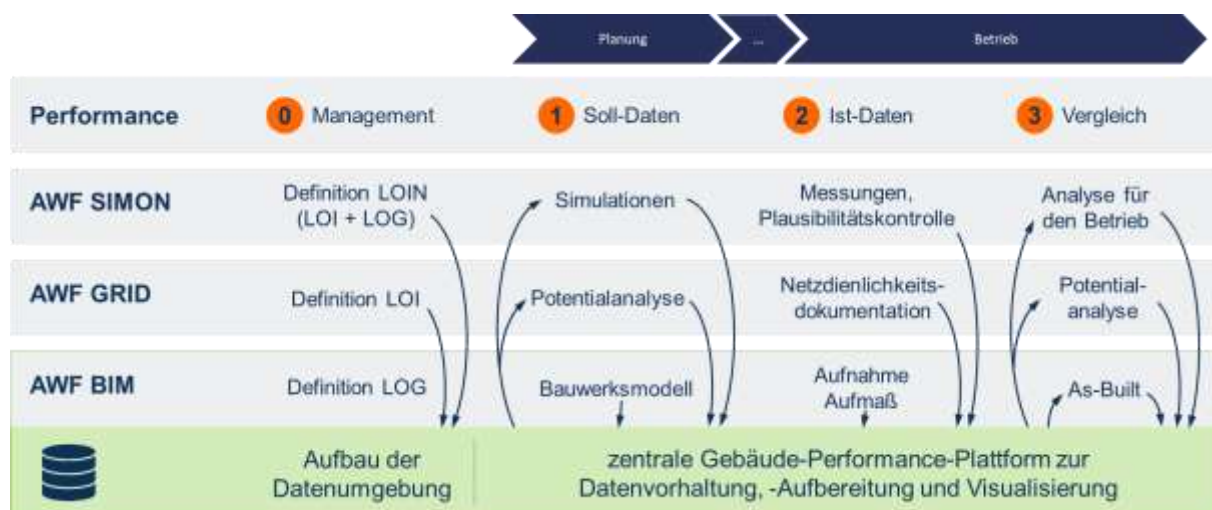 Planung
...
Betrieb
Performance
0 Management
1 Soll-Daten
2 Ist-Daten
3 Vergleich
AWF SIMON
Definition LOIN
(LOI + LOG)
Simulationen
Messungen,
Plausibilitätskontrolle
Analyse für
den Betrieb
AWF GRID
Definition LOI
Potentialanalyse
Netzdienlichkeits-
dokumentation
Potential-
analyse
AWF BIM
Definition LOG
Bauwerksmodell
Aufnahme
Aufmaß
As-Built
Aufbau der
Datenumgebung
zentrale Gebäude-Performance-Plattform zur
Datenvorhaltung, -Aufbereitung und Visualisierung